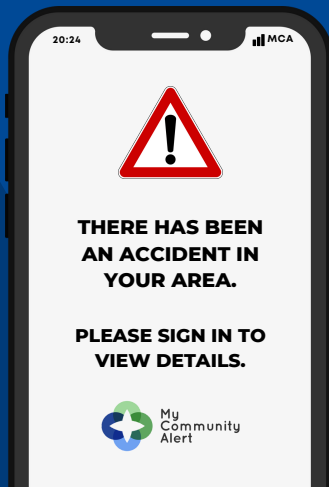 20:24
MCA
THERE HAS BEEN
AN ACCIDENT IN
YOUR AREA.
PLEASE SIGN IN TO
VIEW DETAILS.
My
Community
Alert